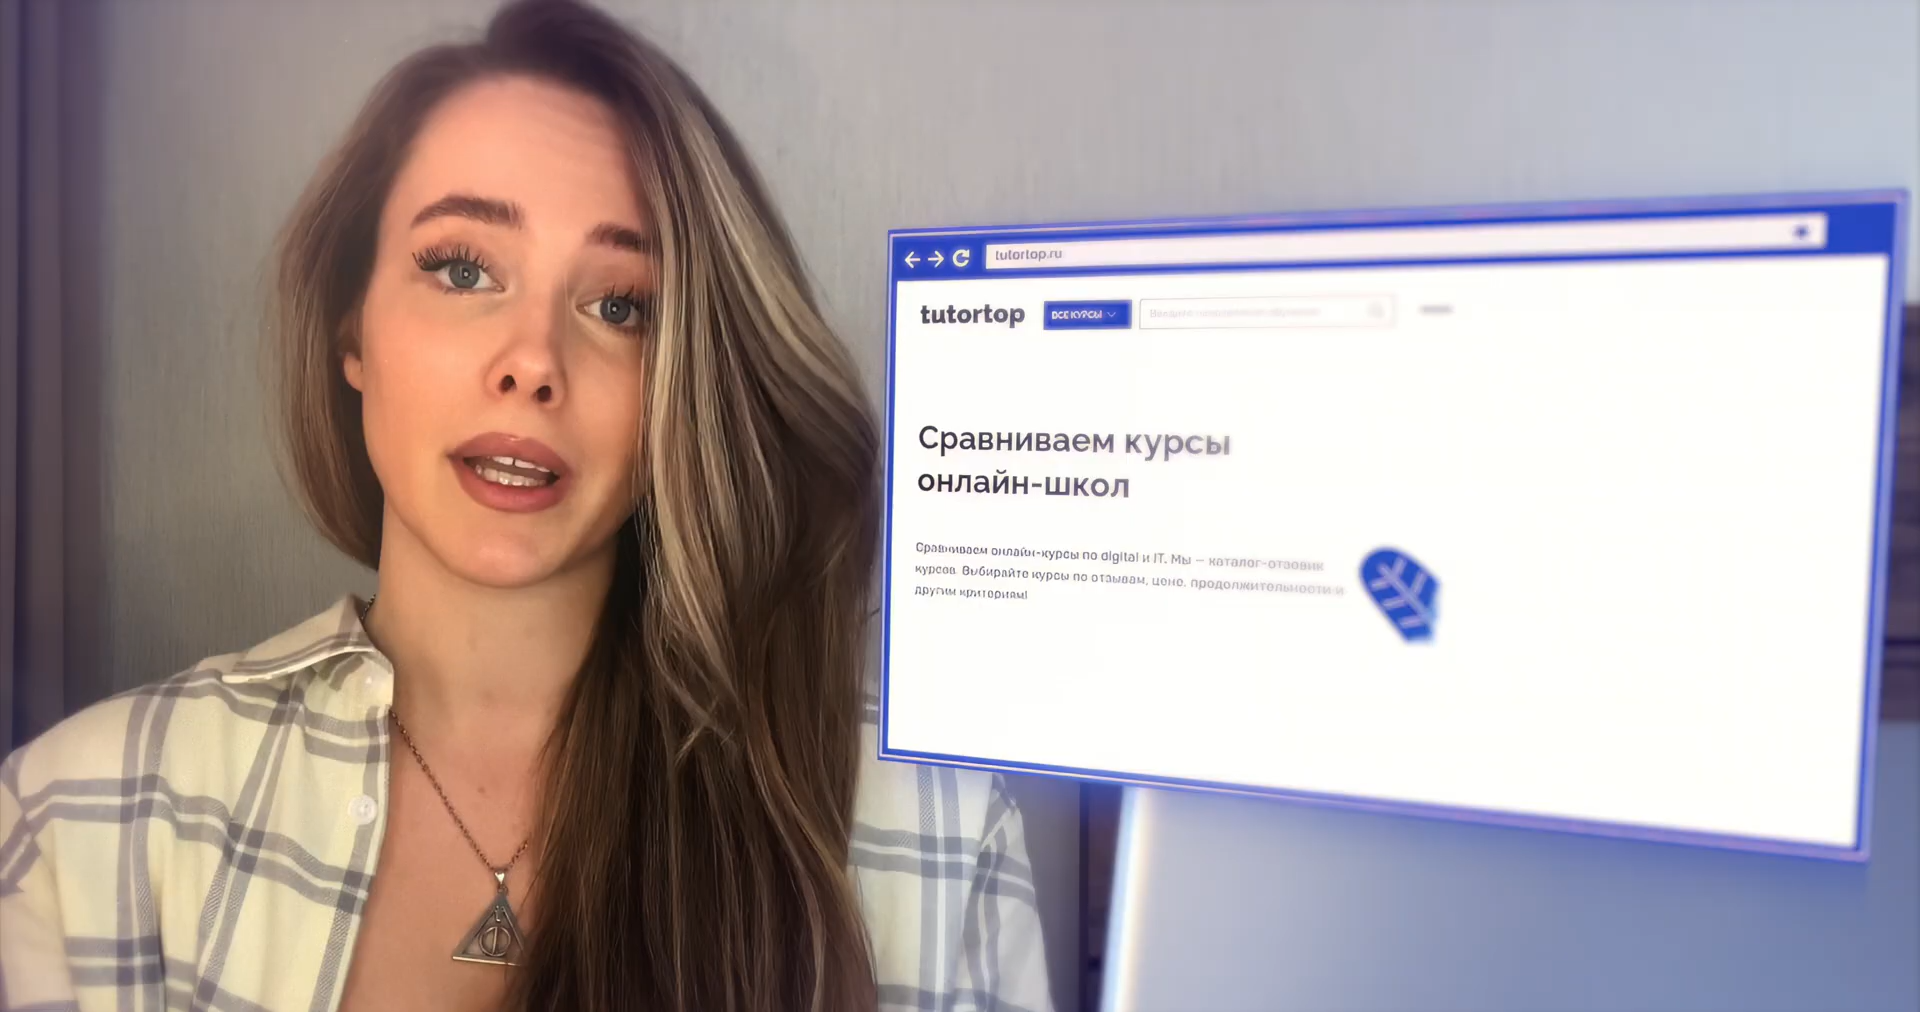 tutortop.ru
tutortop
ВСЕ КУРСЫ
Сравниваем курсы
онлайн-школ
Сравниваем онлайн-курсы по digital и IT. Мы — каталог-отзовик
курсов. Выбирайте курсы по отзывам, цене, продолжительности и
другим критериям!